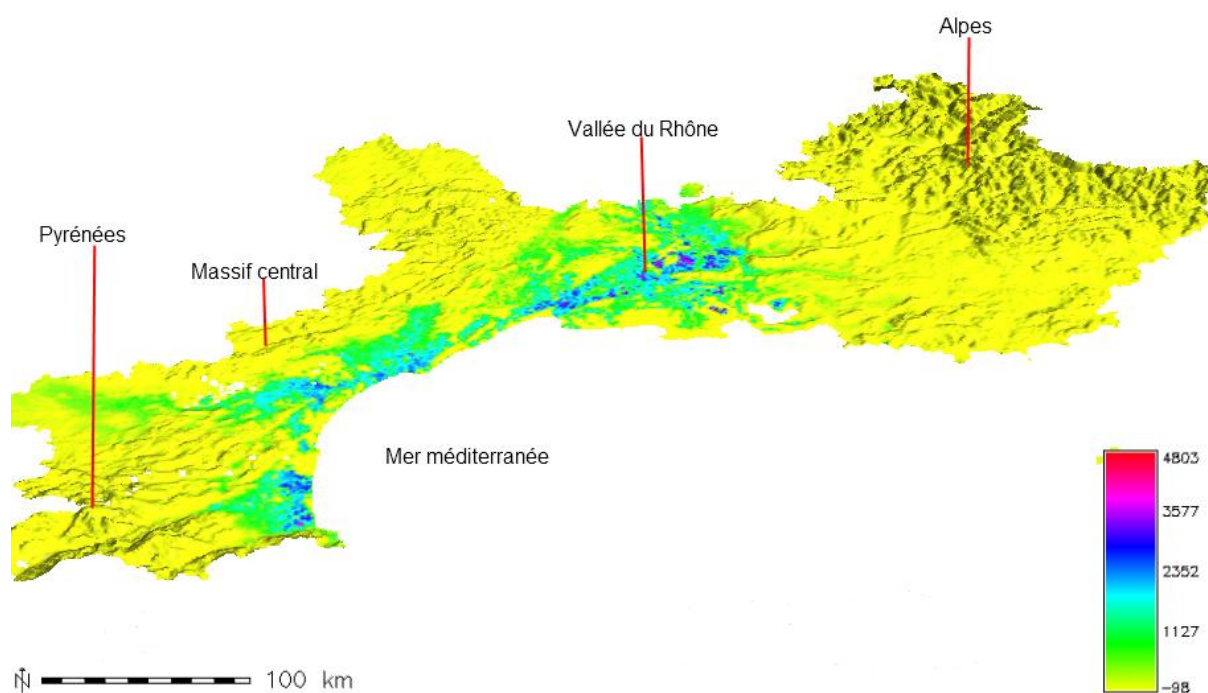 Alpes
Vallée du Rhône
Pyrénées
Massif central
Mer méditerranée
4803
3577
2352
1127
-98
N 100 km